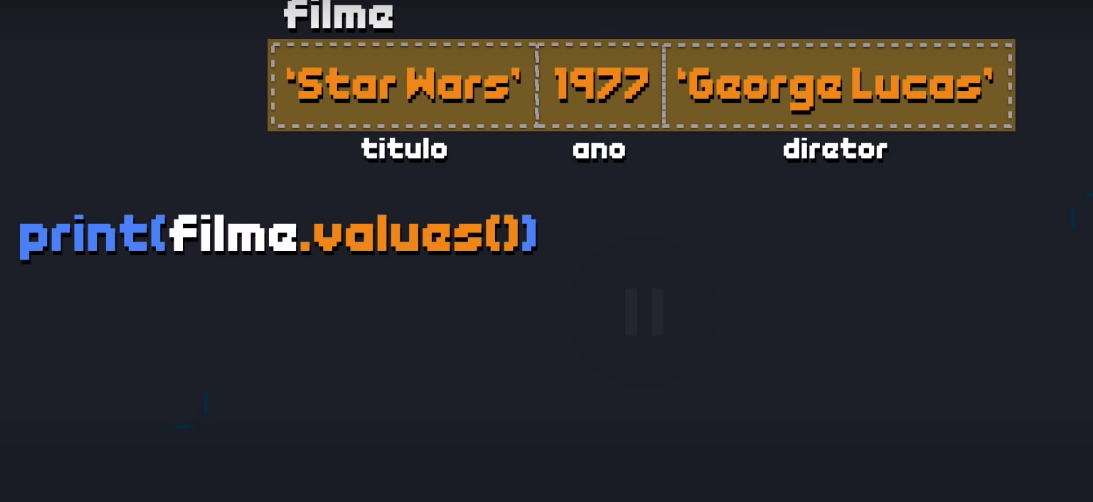 filme
'Star Wars' 1977 'George Lucas'
titulo ano diretor
print(filme.values())